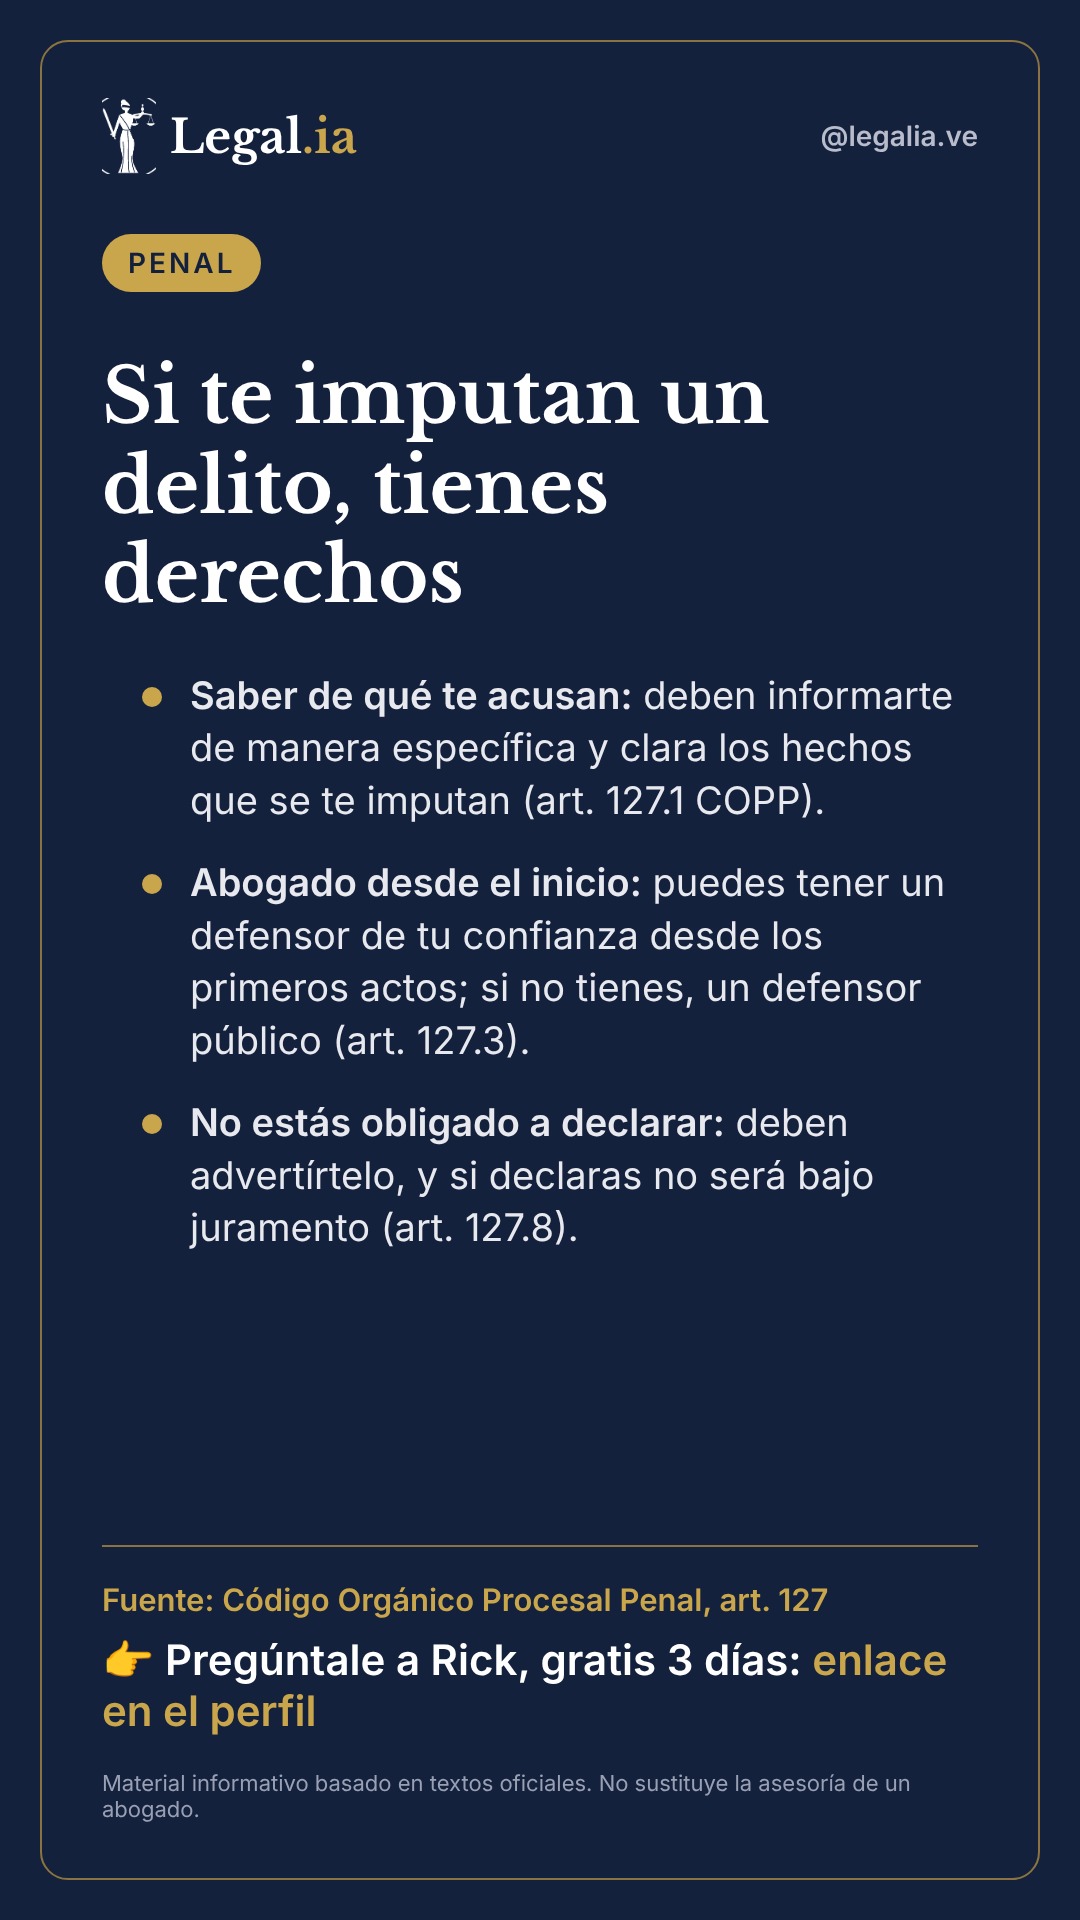 Legal.ia
@legalia.ve
PENAL
Si te imputan un
delito, tienes
derechos
Saber de qué te acusan: deben informarte
de manera específica y clara los hechos
que se te imputan (art. 127.1 COPP).
Abogado desde el inicio: puedes tener un
defensor de tu confianza desde los
primeros actos; si no tienes, un defensor
público (art. 127.3).
No estás obligado a declarar: deben
advertírtelo, y si declaras no será bajo
juramento (art. 127.8).
Fuente: Código Orgánico Procesal Penal, art. 127
👉 Pregúntale a Rick, gratis 3 días: enlace
en el perfil
Material informativo basado en textos oficiales. No sustituye la asesoría de un
abogado.